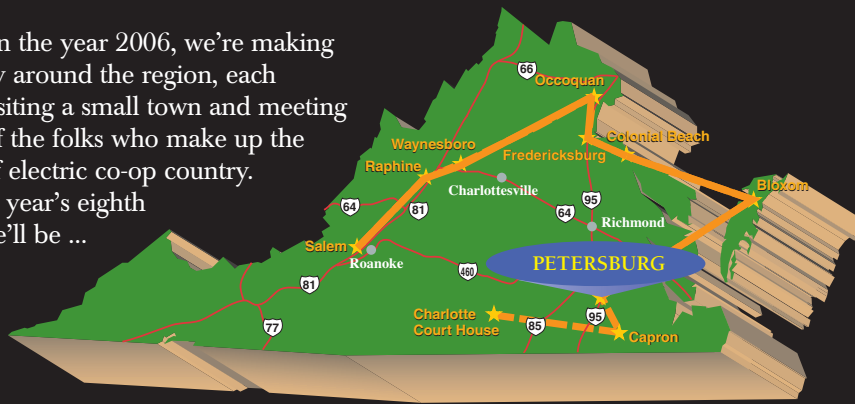 n the year 2006, we’re making
y around the region, each
siting a small town and meeting
f the folks who make up the
f electric co-op country.
year’s eighth
e’ll be ...
66
Occoquan
Waynesboro
Colonial Beach
Fredericksburg
Raphine
Charlottesville
Bloxom
64
81
95
64
Richmond
Salem
Roanoke
460
PETERSBURG
81
77
Charlotte
Court House
85
95
Capron